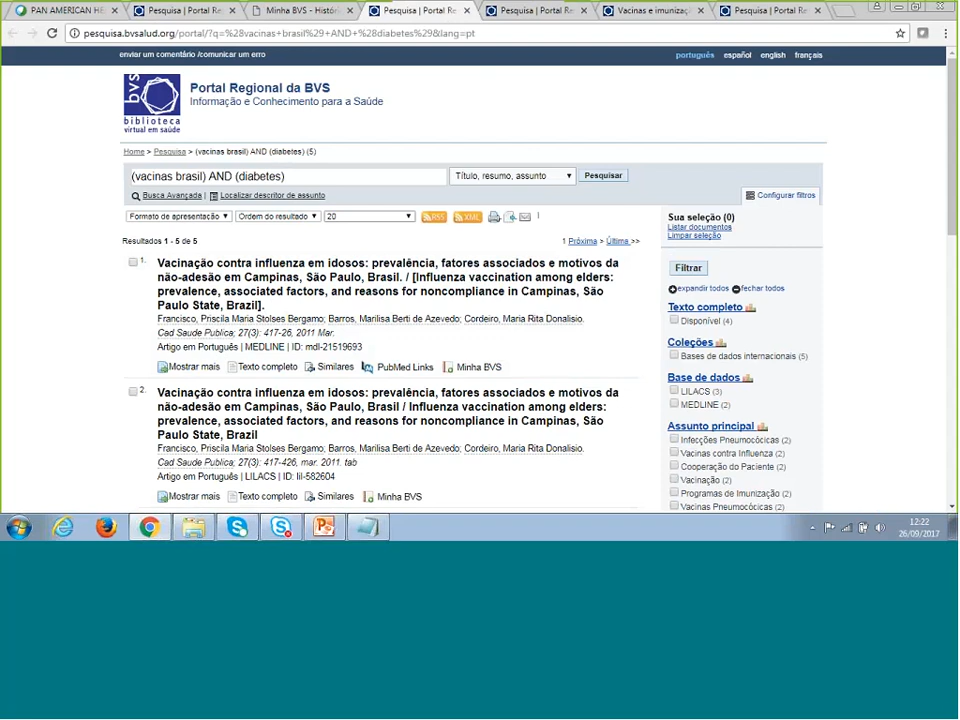 PAN AMERICAN HE
Pesquisa | Portal Re
Minha BVS - Históri
Pesquisa | Portal Re
Pesquisa | Portal Re
Vacinas e imunizaç
Pesquisa | Portal Re
pesquisa.bvsalud.org/portal/?q=%28vacinas+brasil%29+AND+%28diabetes%29&lang=pt
enviar um comentário /comunicar um erro
português español english français
bvs
biblioteca
virtual em saúde
Portal Regional da BVS
Informação e Conhecimento para a Saúde
Home > Pesquisa > (vacinas brasil) AND (diabetes) (5)
(vacinas brasil) AND (diabetes)
Título, resumo, assunto
Pesquisar
Busca Avançada | Localizar descritor de assunto
Configurar filtros
Formato de apresentação
Ordem do resultado
20
RSS
XML
Resultados 1 - 5 de 5
1 Próxima > Última >>
1. Vacinação contra influenza em idosos: prevalência, fatores associados e motivos da
não-adesão em Campinas, São Paulo, Brasil. / [Influenza vaccination among elders:
prevalence, associated factors, and reasons for noncompliance in Campinas, São
Paulo State, Brazil].
Francisco, Priscila Maria Stolses Bergamo; Barros, Marilisa Berti de Azevedo; Cordeiro, Maria Rita Donalisio.
Cad Saude Publica; 27(3): 417-26, 2011 Mar.
Artigo em Português | MEDLINE | ID: mdl-21519693
Mostrar mais Texto completo Similares PubMed Links Minha BVS
2. Vacinação contra influenza em idosos: prevalência, fatores associados e motivos da
não-adesão em Campinas, São Paulo, Brasil / Influenza vaccination among elders:
prevalence, associated factors, and reasons for noncompliance in Campinas, São
Paulo State, Brazil
Francisco, Priscila Maria Stolses Bergamo; Barros, Marilisa Berti de Azevedo; Cordeiro, Maria Rita Donalisio.
Cad Saude Publica; 27(3): 417-426, mar. 2011. tab
Artigo em Português | LILACS | ID: lil-582604
Mostrar mais Texto completo Similares Minha BVS
Sua seleção (0)
Listar documentos
Limpar seleção
Filtrar
expandir todos fechar todos
Texto completo
Disponível (4)
Coleções
Bases de dados internacionais (5)
Base de dados
LILACS (3)
MEDLINE (2)
Assunto principal
Infecções Pneumocócicas (2)
Vacinas contra Influenza (2)
Cooperação do Paciente (2)
Vacinação (2)
Programas de Imunização (2)
Vacinas Pneumocócicas (2)
12:22
26/09/2017